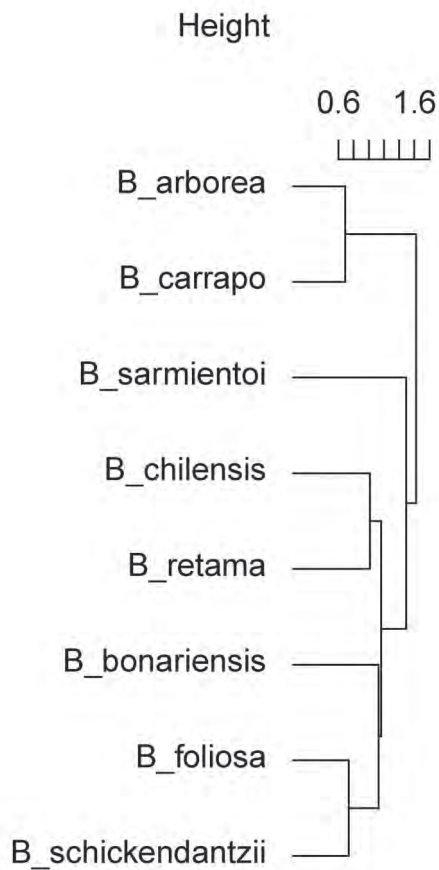 Height
0.6 1.6
B_arborea
B_carrapo
B_sarmientoi
B_chilensis
B_retama
B_bonariensis
B_foliosa
B_schickendantzii